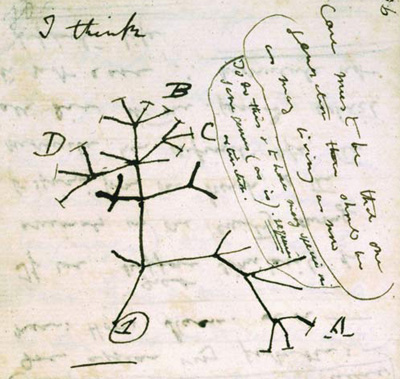 I think
Case must be that one
generation then should be
as many living as now
To do this & to have many species in
same genus (as is). requires
extinction.
B
C
D
A
1